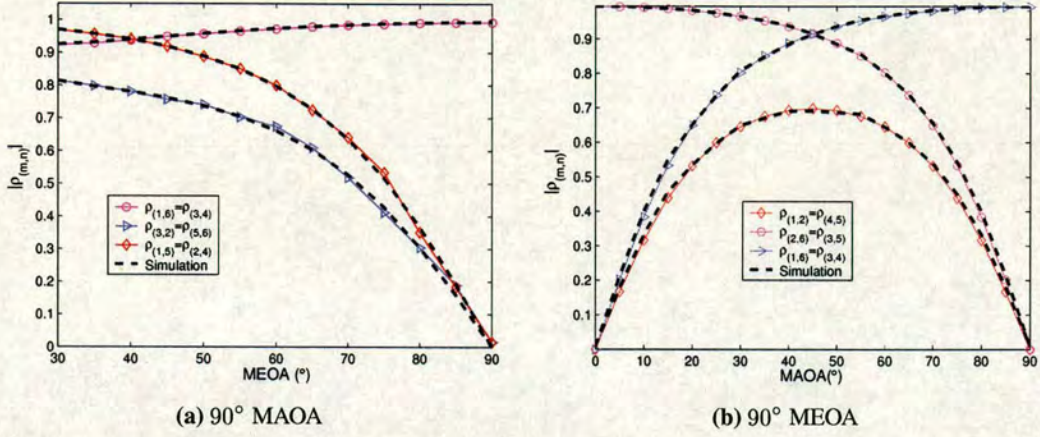 1
0.9
0.8
0.7
0.6
0.5
0.4
0.3
0.2
0.1
0
|ρ(m,n)|
ρ(1,6)=ρ(3,4)
ρ(3,2)=ρ(5,6)
ρ(1,5)=ρ(2,4)
Simulation
30 40 50 60 70 80 90
MEOA (°)
(a) 90° MAOA
0.9
0.8
0.7
0.6
0.5
0.4
0.3
0.2
0.1
|ρ(m,n)|
ρ(1,2)=ρ(4,5)
ρ(2,6)=ρ(3,5)
ρ(1,6)=ρ(3,4)
Simulation
0 10 20 30 40 50 60 70 80 90
MAOA(°)
(b) 90° MEOA